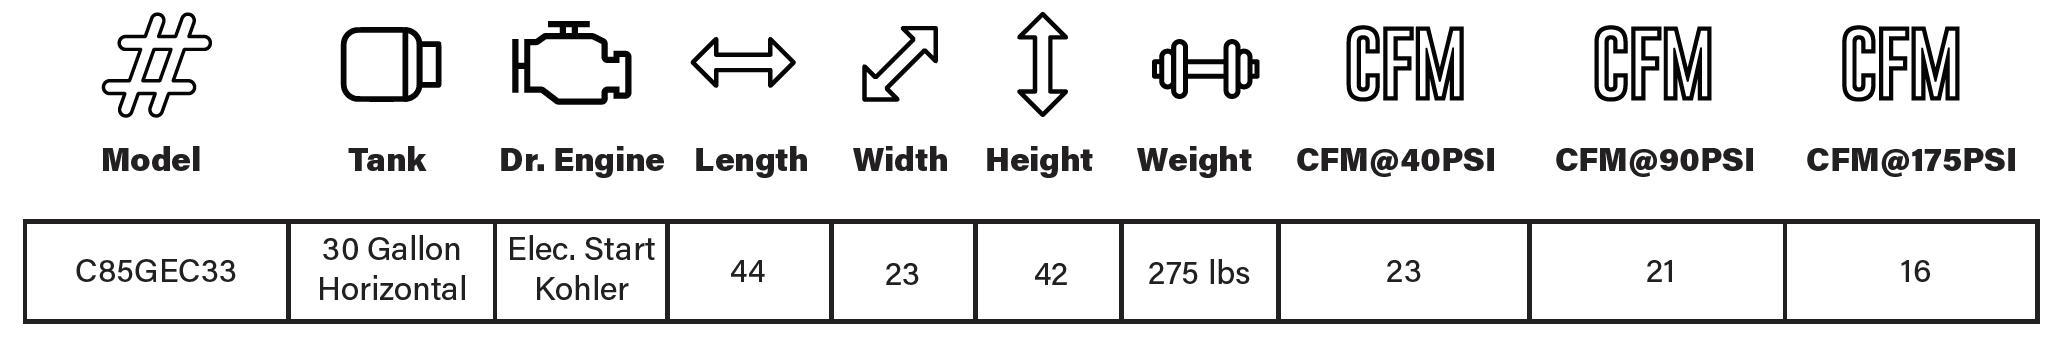 #
CFM CFM CFM
Model Tank Dr. Engine Length Width Height Weight CFM@40PSI CFM@90PSI CFM@175PSI
C85GEC33 30 Gallon Horizontal Elec. Start Kohler 44 23 42 275 lbs 23 21 16